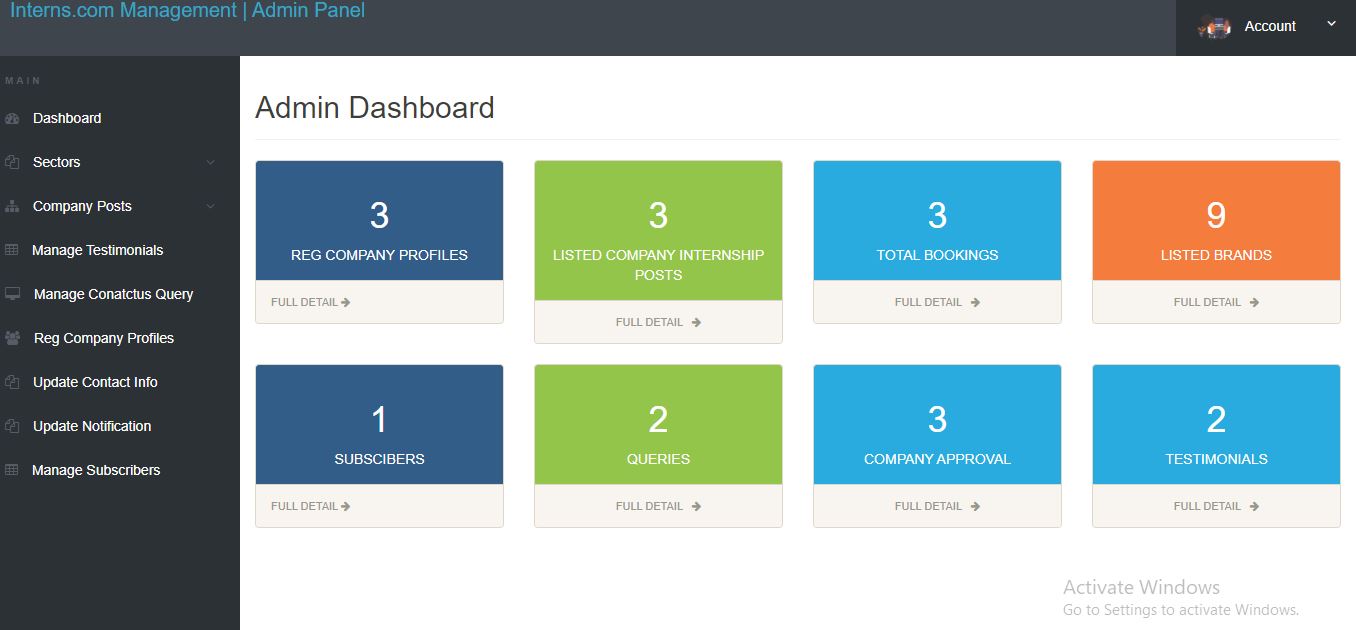 Interns.com Management | Admin Panel
Account
MAIN
Dashboard
Sectors
Company Posts
Manage Testimonials
Manage Conatctus Query
Reg Company Profiles
Update Contact Info
Update Notification
Manage Subscribers
Admin Dashboard
3
REG COMPANY PROFILES
FULL DETAIL
3
LISTED COMPANY INTERNSHIP
POSTS
FULL DETAIL
3
TOTAL BOOKINGS
FULL DETAIL
9
LISTED BRANDS
FULL DETAIL
1
SUBSCIBERS
FULL DETAIL
2
QUERIES
FULL DETAIL
3
COMPANY APPROVAL
FULL DETAIL
2
TESTIMONIALS
FULL DETAIL
Activate Windows
Go to Settings to activate Windows.